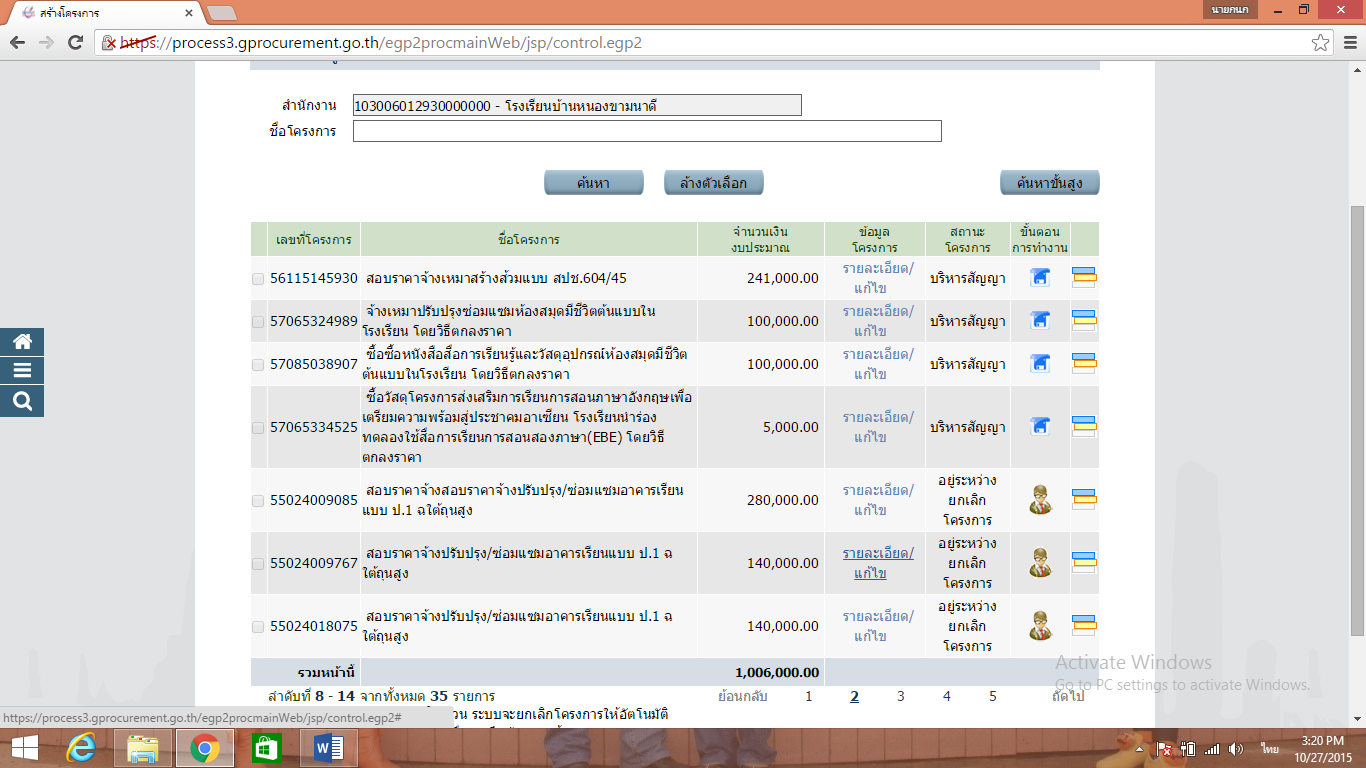 สร้างโครงการ
นายคนก
https://process3.gprocurement.go.th/egp2procmainWeb/jsp/control.egp2
สำนักงาน 103006012930000000 - โรงเรียนบ้านหนองขามนาดี
ชื่อโครงการ
ค้นหา ล้างตัวเลือก ค้นหาขั้นสูง
เลขที่โครงการ ชื่อโครงการ จำนวนเงิน งบประมาณ ข้อมูล โครงการ สถานะ โครงการ ขั้นตอน การทำงาน
56115145930 สอบราคาจ้างเหมาสร้างส้วมแบบ สปช.604/45 241,000.00 รายละเอียด/ แก้ไข บริหารสัญญา
57065324989 จ้างเหมาปรับปรุงซ่อมแซมห้องสมุดมีชีวิตต้นแบบใน
โรงเรียน โดยวิธีตกลงราคา 100,000.00 รายละเอียด/ แก้ไข บริหารสัญญา
57085038907 ซื้อซื้อหนังสือสื่อการเรียนรู้และวัสดุอุปกรณ์ห้องสมุดมีชีวิต
ต้นแบบในโรงเรียน โดยวิธีตกลงราคา 100,000.00 รายละเอียด/ แก้ไข บริหารสัญญา
57065334525 ซื้อวัสดุโครงการส่งเสริมการเรียนการสอนภาษาอังกฤษเพื่อ
เตรียมความพร้อมสู่ประชาคมอาเซียน โรงเรียนนำร่อง
ทดลองใช้สื่อการเรียนการสอนสองภาษา(EBE) โดยวิธี
ตกลงราคา 5,000.00 รายละเอียด/ แก้ไข บริหารสัญญา
55024009085 สอบราคาจ้างสอบราคาจ้างปรับปรุง/ซ่อมแซมอาคารเรียน
แบบ ป.1 ฉใต้ถุนสูง 280,000.00 รายละเอียด/ แก้ไข อยู่ระหว่าง ยกเลิก โครงการ
55024009767 สอบราคาจ้างปรับปรุง/ซ่อมแซมอาคารเรียนแบบ ป.1 ฉ
ใต้ถุนสูง 140,000.00 รายละเอียด/ แก้ไข อยู่ระหว่าง ยกเลิก โครงการ
55024018075 สอบราคาจ้างปรับปรุง/ซ่อมแซมอาคารเรียนแบบ ป.1 ฉ
ใต้ถุนสูง 140,000.00 รายละเอียด/ แก้ไข อยู่ระหว่าง ยกเลิก โครงการ
รวมหน้านี้ 1,006,000.00
ลำดับที่ 8 - 14 จากทั้งหมด 35 รายการ ย้อนกลับ 1 2 3 4 5 ถัดไป
Activate Windows
Go to PC settings to activate Windows.
https://process3.gprocurement.go.th/egp2procmainWeb/jsp/control.egp2#
ระบบจะยกเลิกโครงการให้อัตโนมัติ
ไทย
3:20 PM
10/27/2015